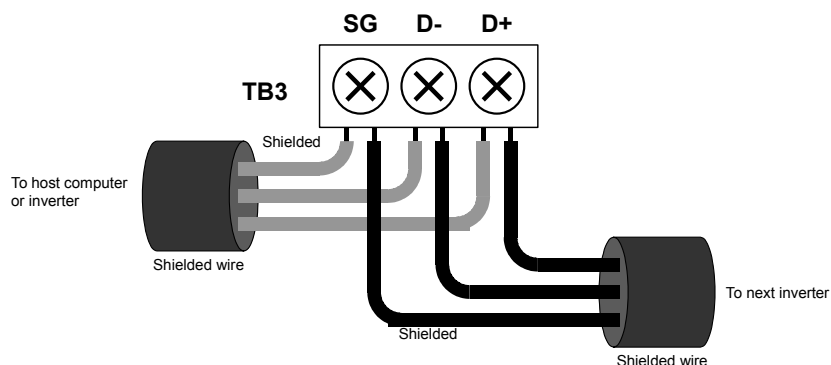 SG D- D+
TB3
Shielded
To host computer
or inverter
Shielded wire
To next inverter
Shielded
Shielded wire